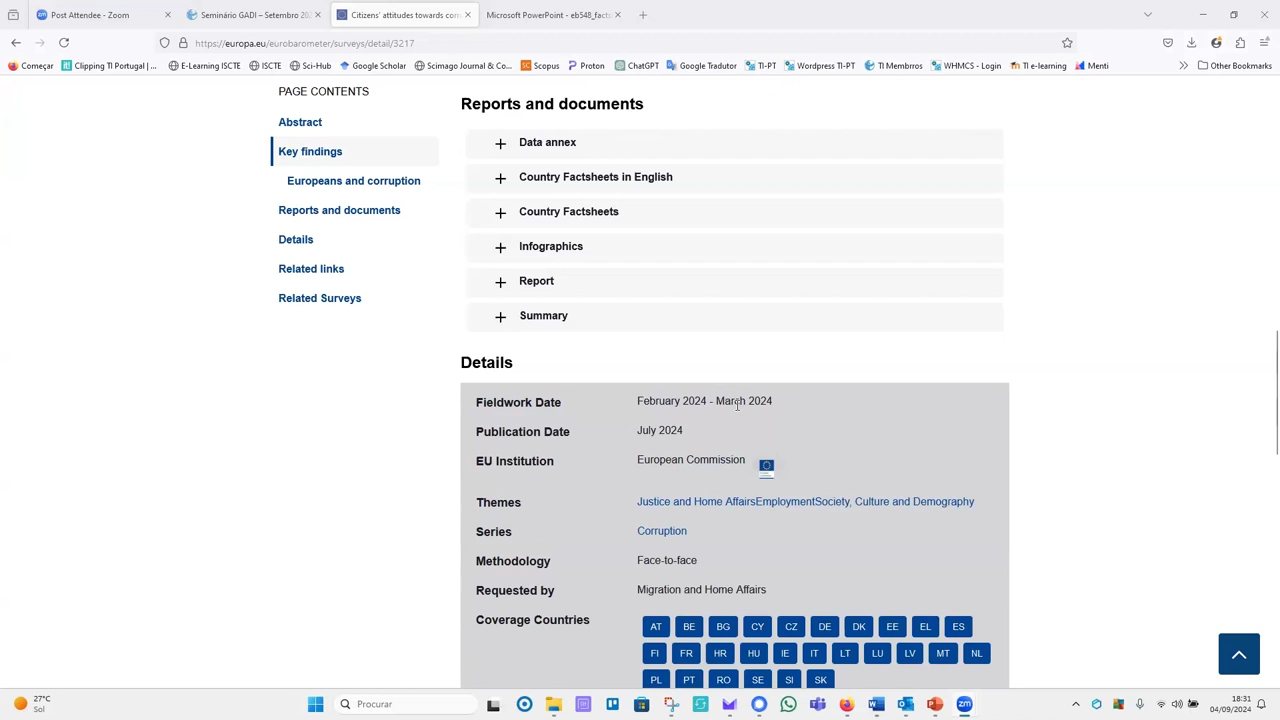 Post Attendee - Zoom
Seminário GADI – Setembro 202
Citizens' attitudes towards corr
Microsoft PowerPoint - eb548_facts
https://europa.eu/eurobarometer/surveys/detail/3217
Começar
Clipping TI Portugal |...
E-Learning ISCTE
ISCTE
Sci-Hub
Google Scholar
Scimago Journal & Co...
Scopus
Proton
ChatGPT
Google Tradutor
TI-PT
Wordpress TI-PT
TI Membrros
WHMCS - Login
TI e-learning
Menti
Other Bookmarks
PAGE CONTENTS
Abstract
Key findings
Europeans and corruption
Reports and documents
Details
Related links
Related Surveys
Reports and documents
Data annex
Country Factsheets in English
Country Factsheets
Infographics
Report
Summary
Details
Fieldwork Date February 2024 - March 2024
Publication Date July 2024
EU Institution European Commission
Themes Justice and Home AffairsEmploymentSociety, Culture and Demography
Series Corruption
Methodology Face-to-face
Requested by Migration and Home Affairs
Coverage Countries AT BE BG CY CZ DE DK EE EL ES
FI FR HR HU IE IT LT LU LV MT NL
PL PT RO SE SI SK
27°C
Sol
Procurar
18:31
04/09/2024